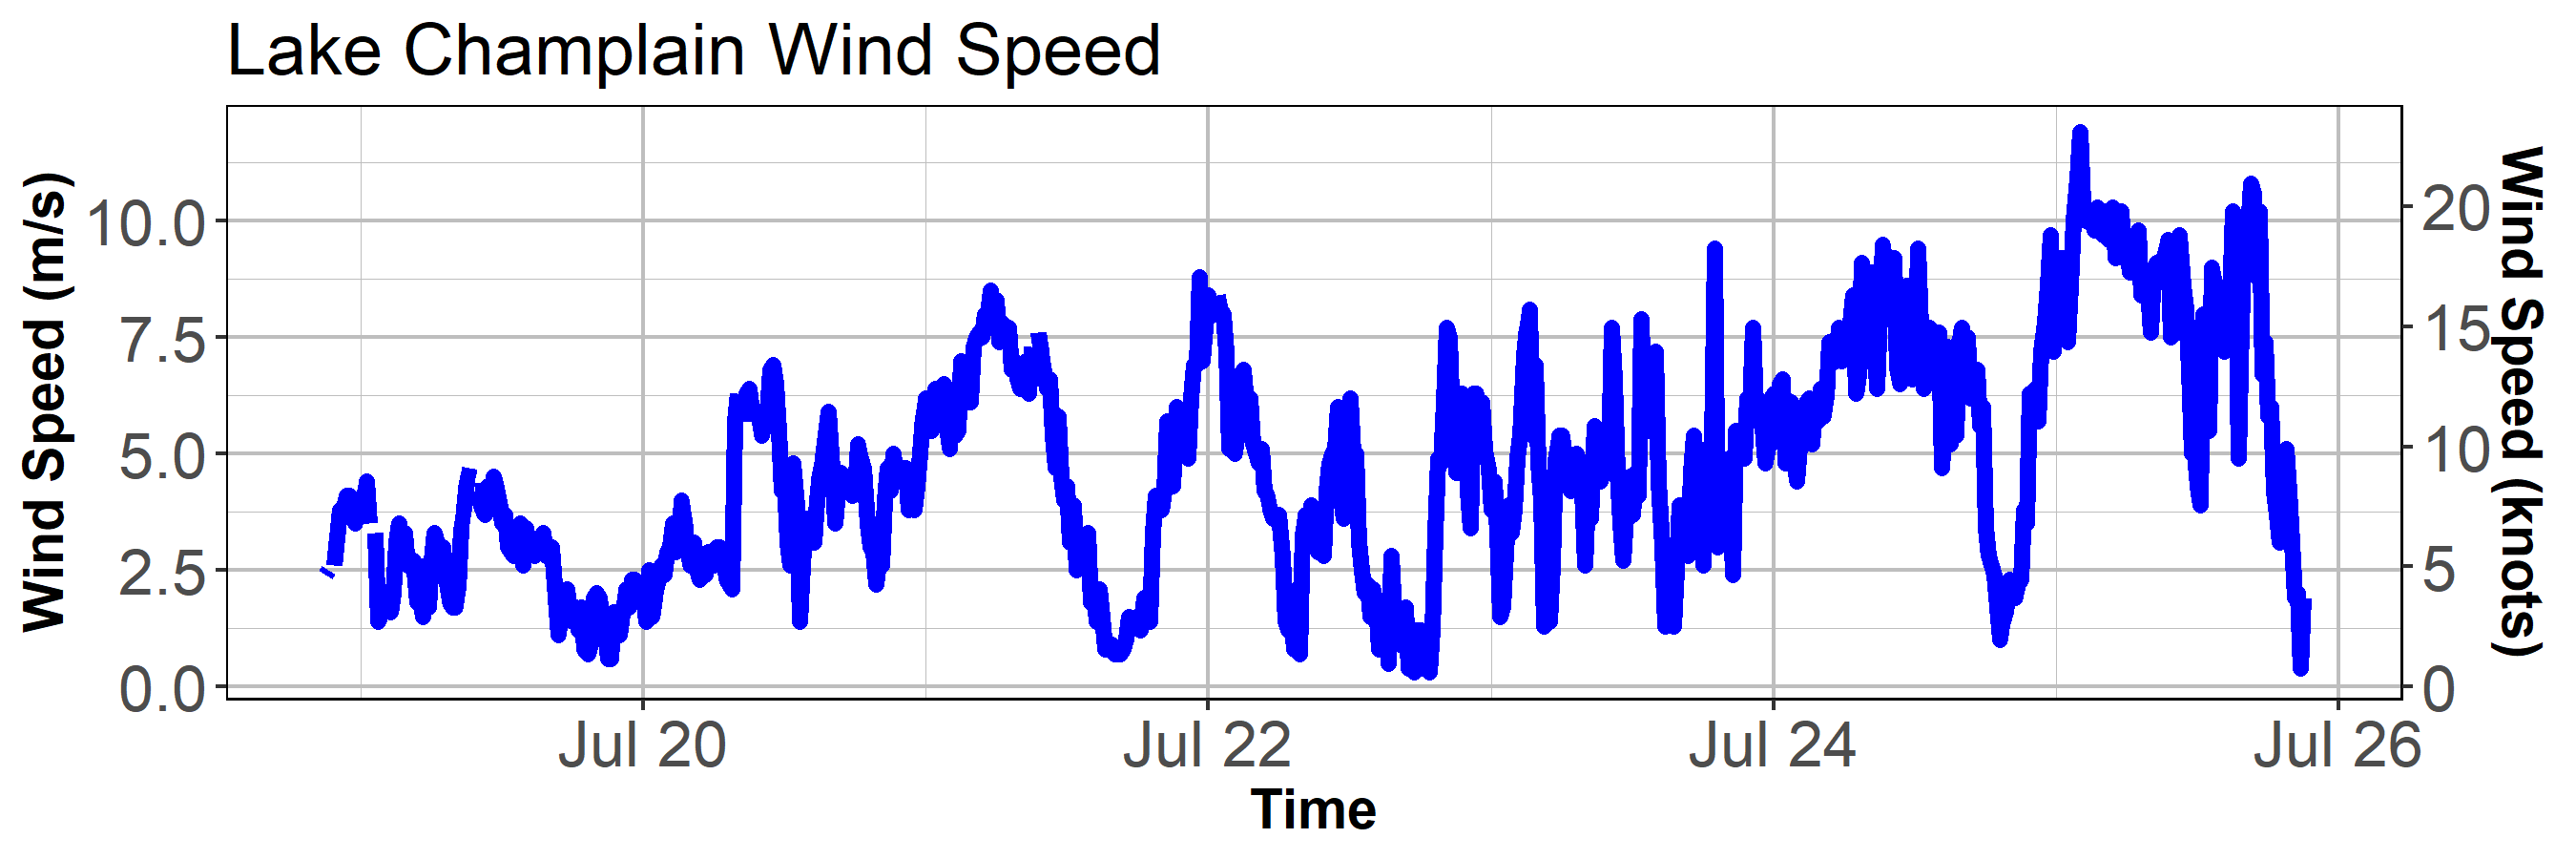 Lake Champlain Wind Speed
Wind Speed (m/s)
10.0
7.5
5.0
2.5
0.0
20
15
10
5
0
Wind Speed (knots)
Jul 20
Jul 22
Jul 24
Jul 26
Time